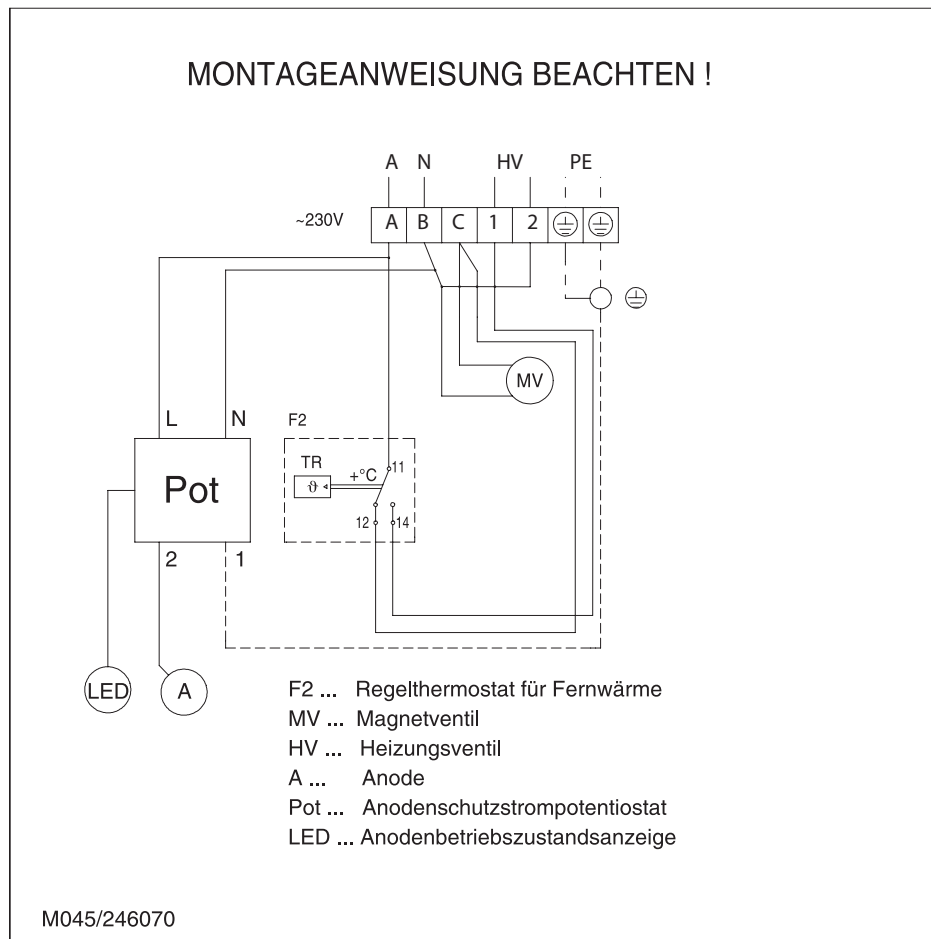 MONTAGEANWEISUNG BEACHTEN !
A N HV PE
~230V A B C 1 2
MV
L N F2
TR +°C 11
Pot ϑ
12 14
2 1
LED A
F2 ... Regelthermostat für Fernwärme
MV ... Magnetventil
HV ... Heizungsventil
A ... Anode
Pot ... Anodenschutzstrompotentiostat
LED ... Anodenbetriebszustandsanzeige
M045/246070